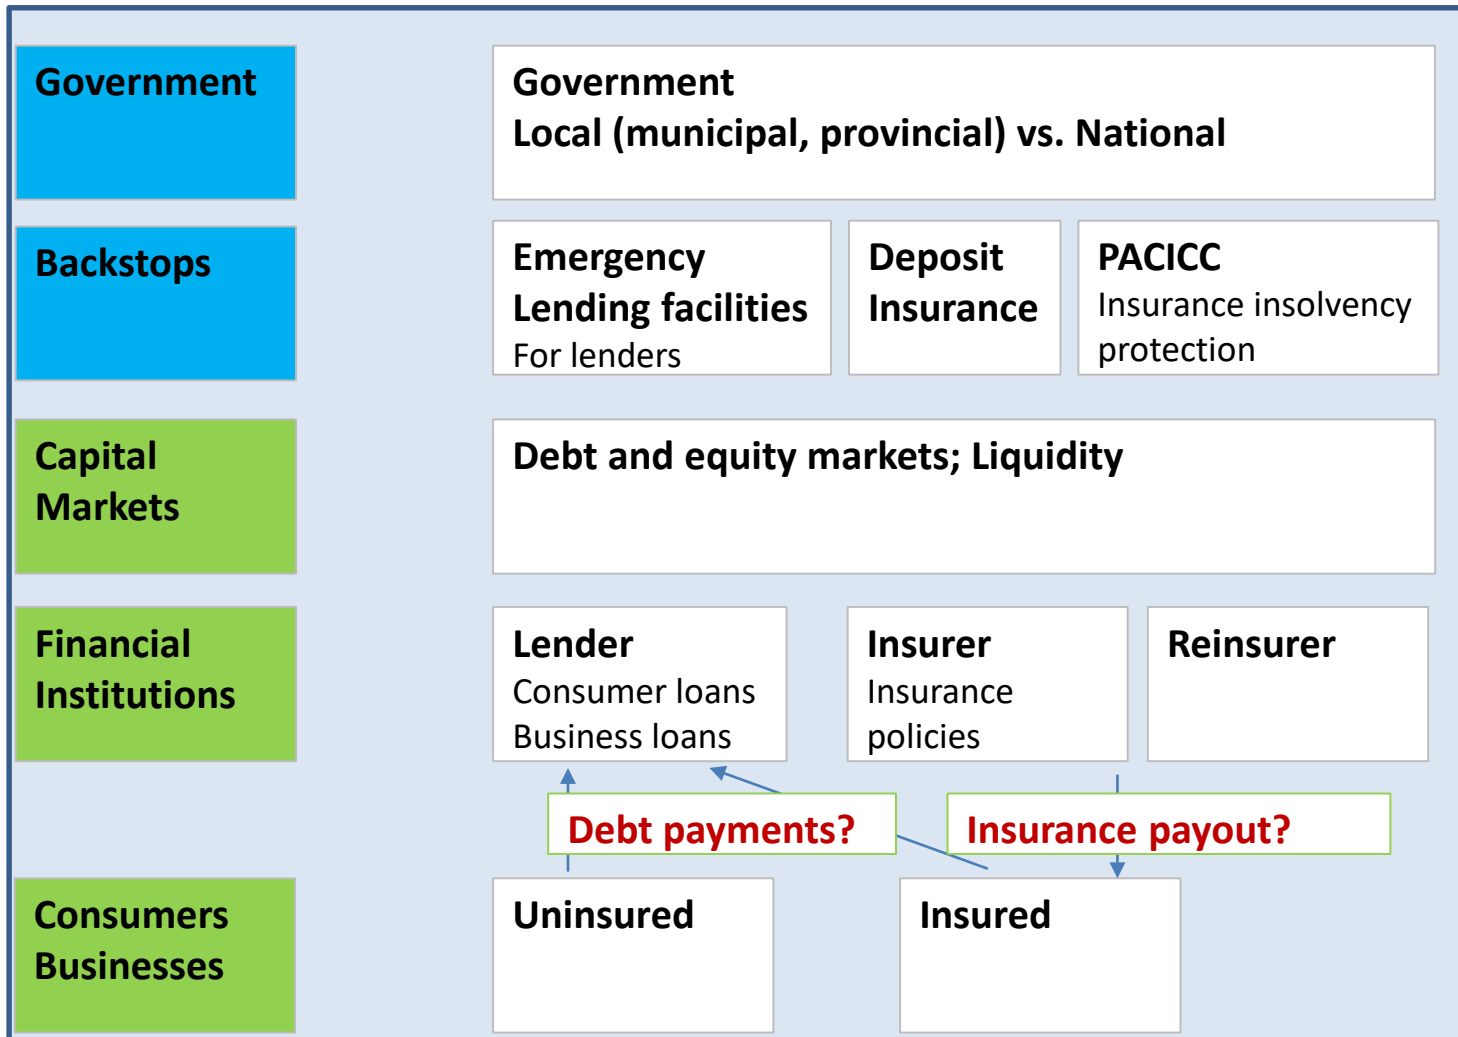 Government
Government
Local (municipal, provincial) vs. National
Backstops
Emergency
Lending facilities
For lenders
Deposit
Insurance
PACICC
Insurance insolvency
protection
Capital
Markets
Debt and equity markets; Liquidity
Financial
Institutions
Lender
Consumer loans
Business loans
Insurer
Insurance
policies
Reinsurer
Debt payments?
Insurance payout?
Consumers
Businesses
Uninsured
Insured